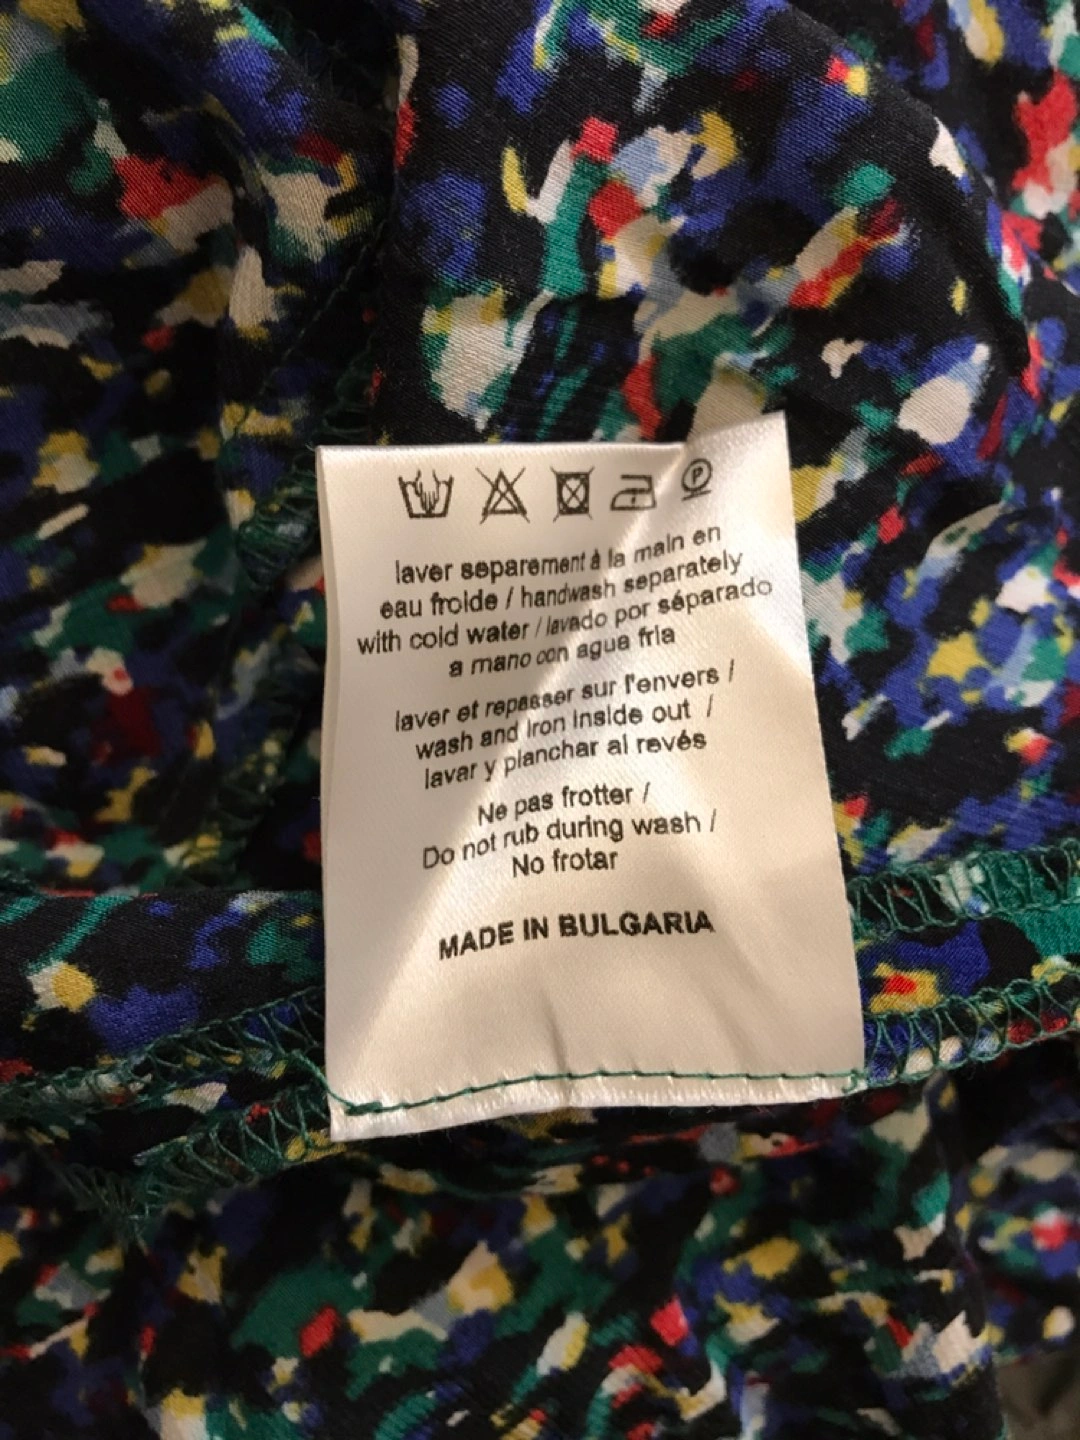 P
laver separement à la main en
eau froide / handwash separately
with cold water / lavado por séparado
a mano con agua fria
laver et repasser sur l'envers /
wash and iron inside out /
lavar y planchar al revés
Ne pas frotter /
Do not rub during wash /
No frotar
MADE IN BULGARIA